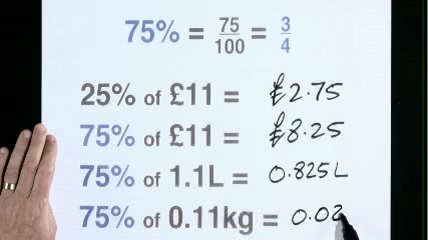 75% = 75/100 = 3/4
25% of £11 = £2.75
75% of £11 = £8.25
75% of 1.1L = 0.825L
75% of 0.11kg = 0.02